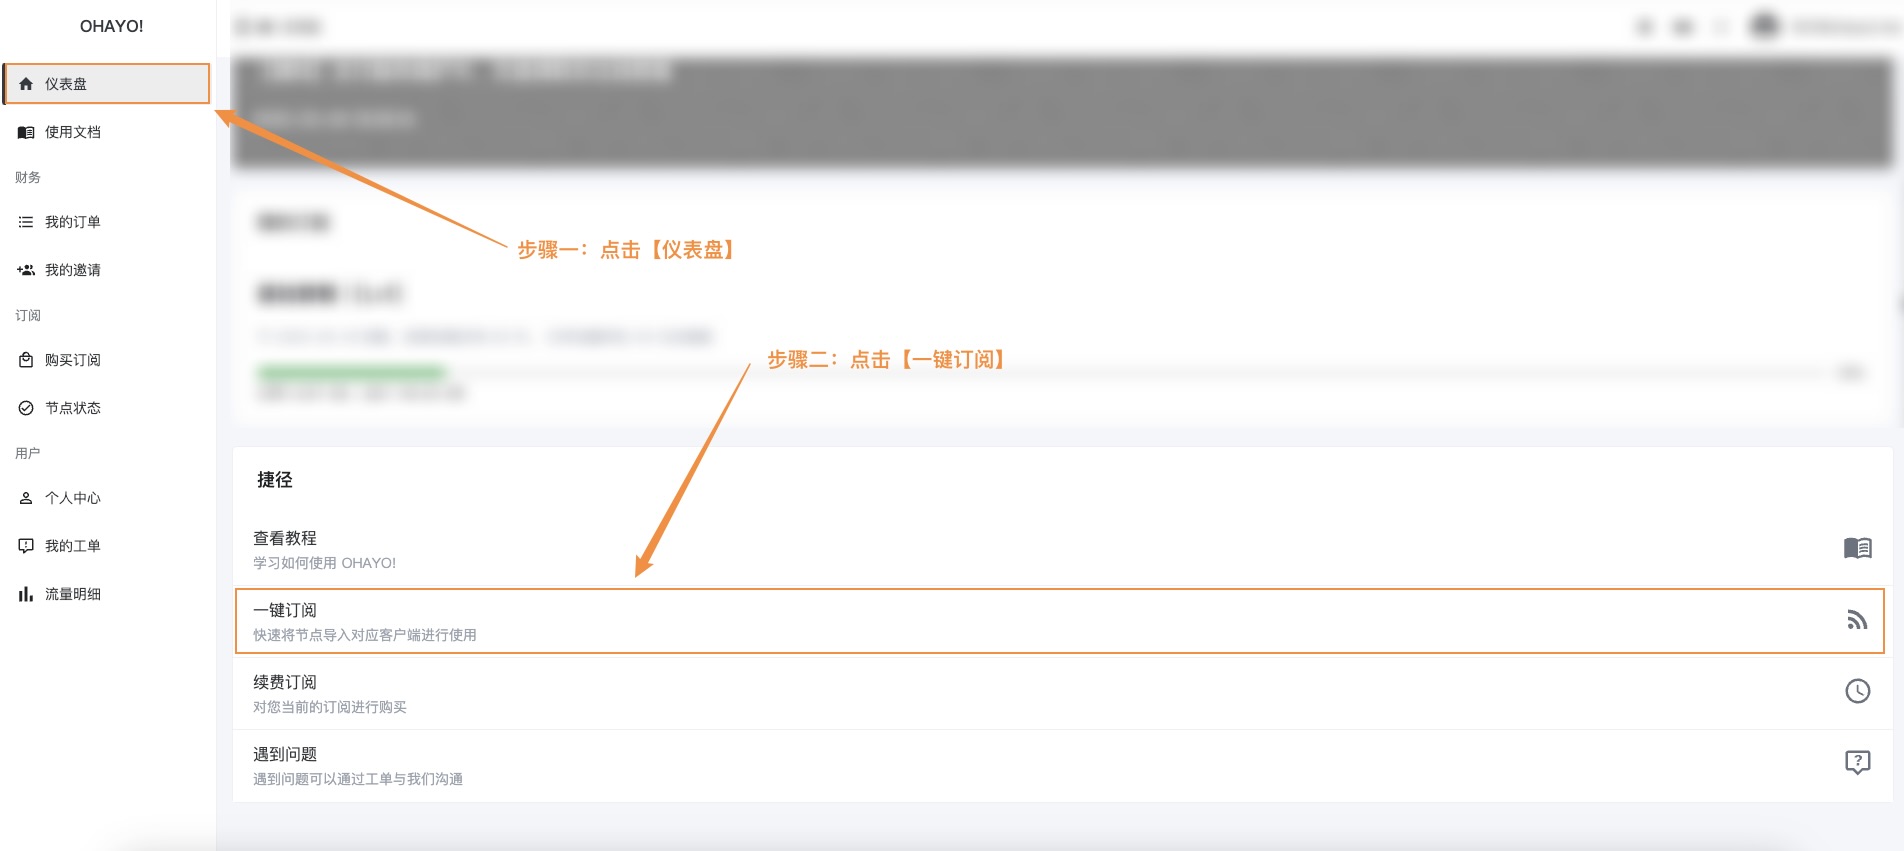 OHAYO!
仪表盘
使用文档
财务
我的订单
我的邀请
订阅
购买订阅
节点状态
用户
个人中心
我的工单
流量明细
步骤一：点击【仪表盘】
步骤二：点击【一键订阅】
捷径
查看教程
学习如何使用 OHAYO!
一键订阅
快速将节点导入对应客户端进行使用
续费订阅
对您当前的订阅进行购买
遇到问题
遇到问题可以通过工单与我们沟通